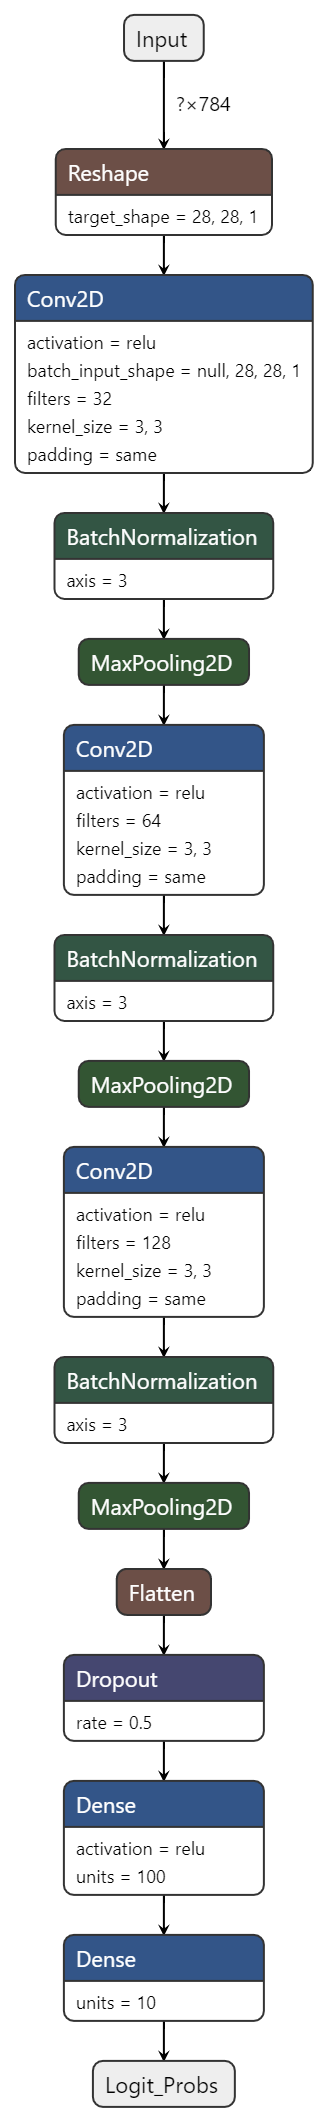 Input
?×784
Reshape
target_shape = 28, 28, 1
Conv2D
activation = relu
batch_input_shape = null, 28, 28, 1
filters = 32
kernel_size = 3, 3
padding = same
BatchNormalization
axis = 3
MaxPooling2D
Conv2D
activation = relu
filters = 64
kernel_size = 3, 3
padding = same
BatchNormalization
axis = 3
MaxPooling2D
Conv2D
activation = relu
filters = 128
kernel_size = 3, 3
padding = same
BatchNormalization
axis = 3
MaxPooling2D
Flatten
Dropout
rate = 0.5
Dense
activation = relu
units = 100
Dense
units = 10
Logit_Probs